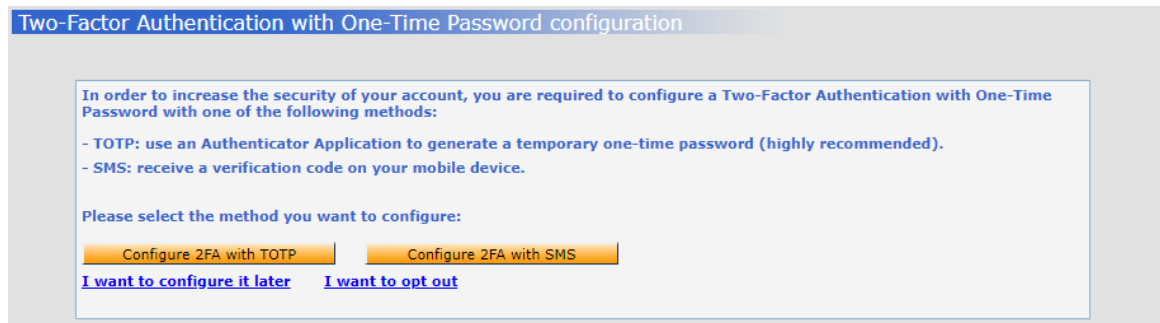 Two-Factor Authentication with One-Time Password configuration
In order to increase the security of your account, you are required to configure a Two-Factor Authentication with One-Time
Password with one of the following methods:
- TOTP: use an Authenticator Application to generate a temporary one-time password (highly recommended).
- SMS: receive a verification code on your mobile device.
Please select the method you want to configure:
Configure 2FA with TOTP Configure 2FA with SMS
I want to configure it later I want to opt out